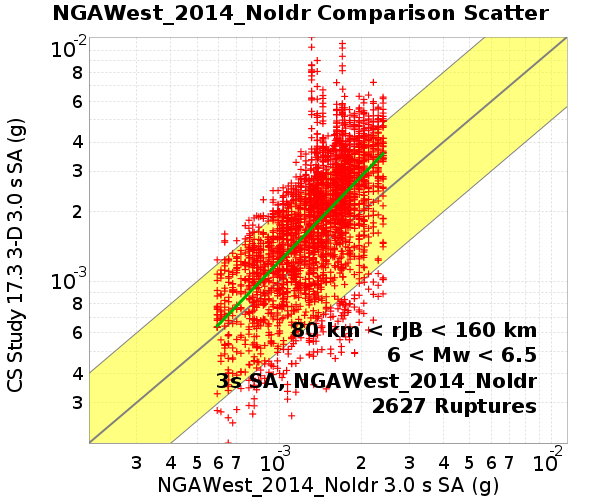 NGAWest_2014_NoIdr Comparison Scatter
CS Study 17.3 3-D 3.0 s SA (g)
10-2
8
6
4
3
2
10-3
8
6
4
3
80 km < rJB < 160 km
6 < Mw < 6.5
3s SA, NGAWest_2014_NoIdr
2627 Ruptures
3 4 5 6 7 10-3 2 3 4 5 6 7 10-2
NGAWest_2014_NoIdr 3.0 s SA (g)